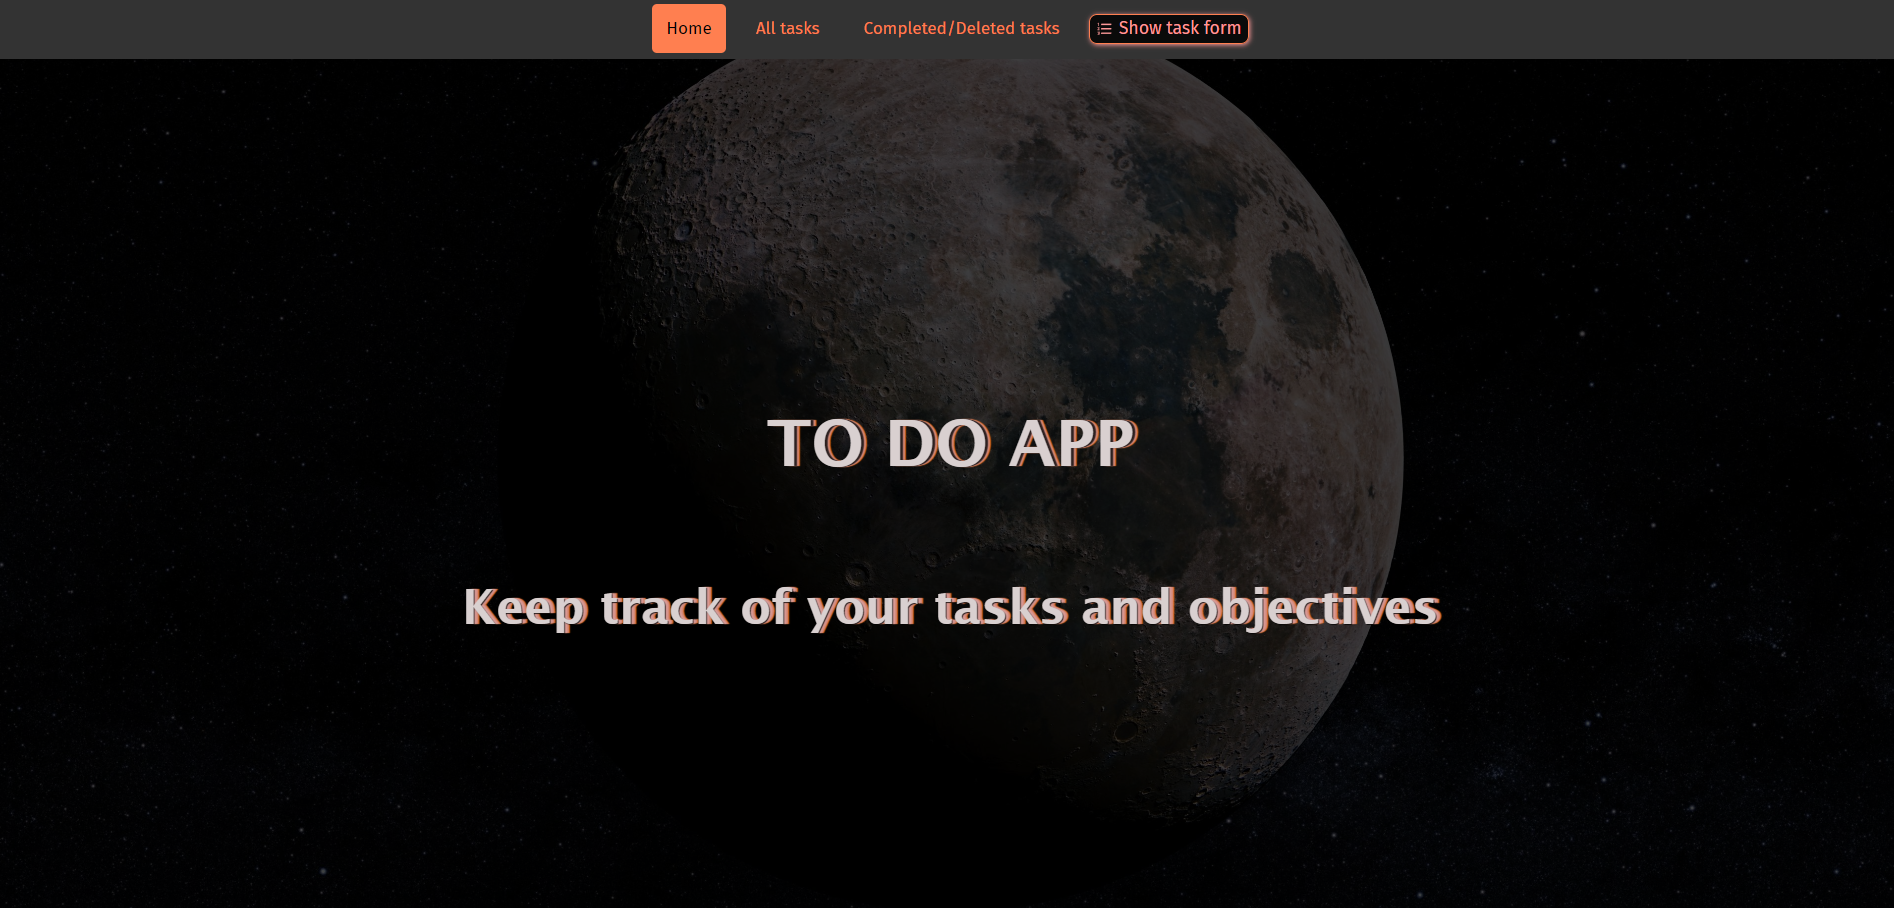 Home All tasks Completed/Deleted tasks Show task form
TO DO APP
Keep track of your tasks and objectives